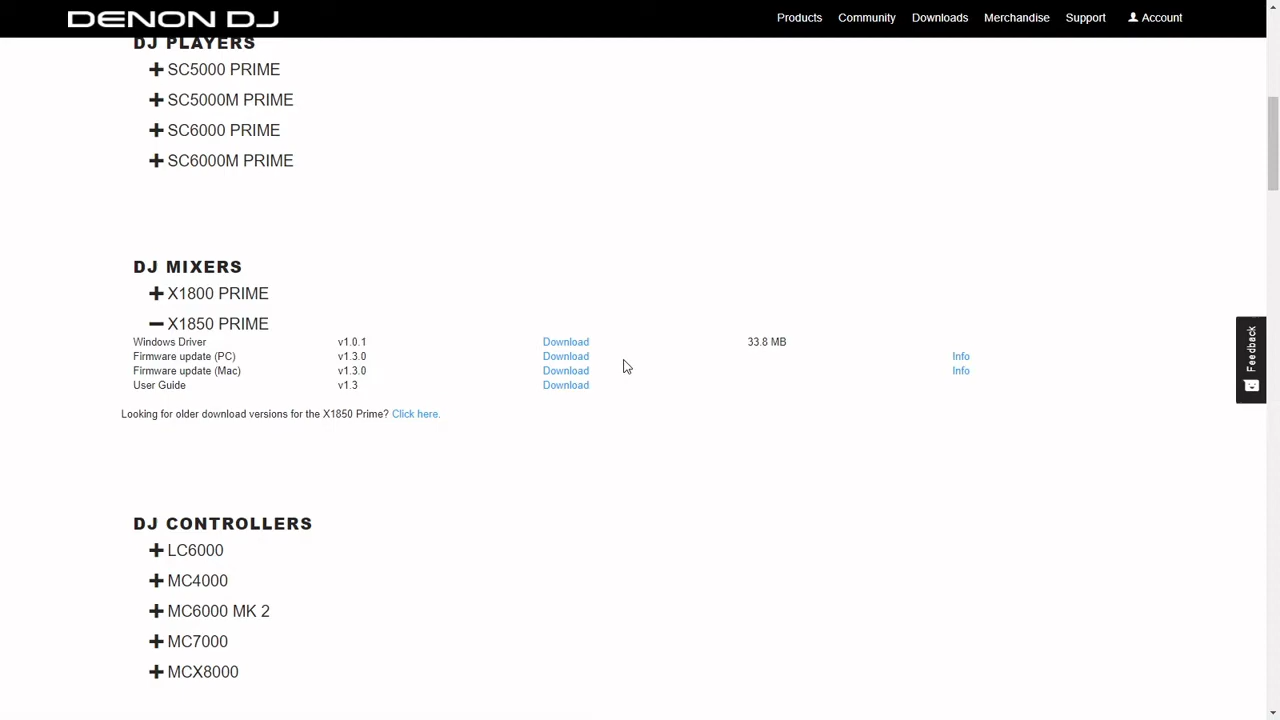 DENON DJ
Products Community Downloads Merchandise Support Account
DJ PLAYERS
SC5000 PRIME
SC5000M PRIME
SC6000 PRIME
SC6000M PRIME
DJ MIXERS
X1800 PRIME
X1850 PRIME
Windows Driver v1.0.1 Download 33.8 MB
Firmware update (PC) v1.3.0 Download Info
Firmware update (Mac) v1.3.0 Download Info
User Guide v1.3 Download
Looking for older download versions for the X1850 Prime? Click here.
DJ CONTROLLERS
LC6000
MC4000
MC6000 MK 2
MC7000
MCX8000
Feedback